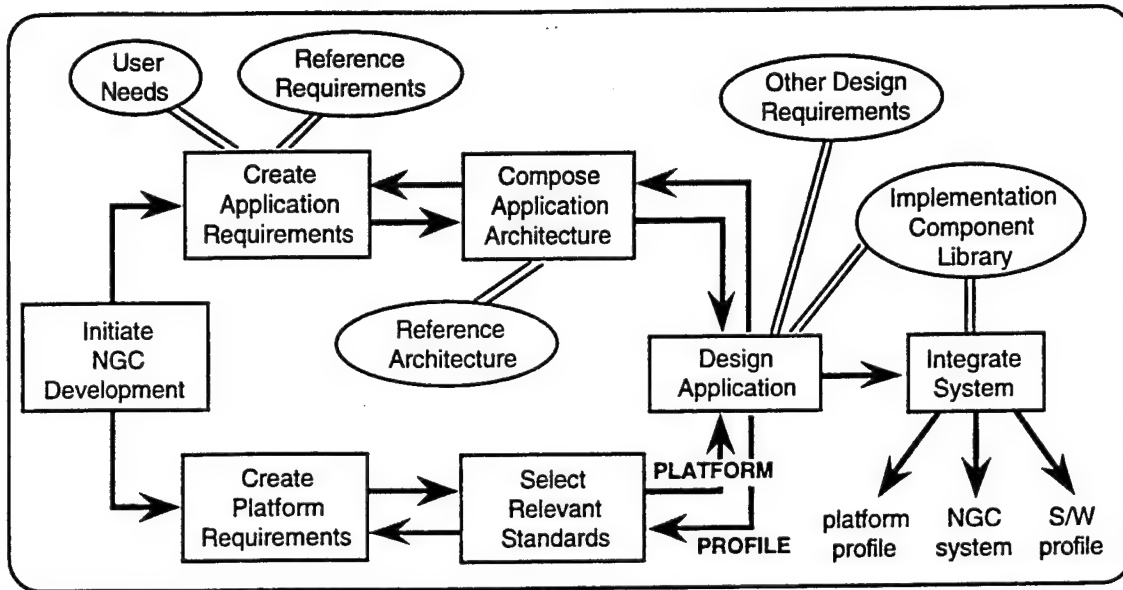 User
Needs
Reference
Requirements
Other Design
Requirements
Create
Application
Requirements
Compose
Application
Architecture
Implementation
Component
Library
Initiate
NGC
Development
Reference
Architecture
Design
Application
Integrate
System
Create
Platform
Requirements
Select
Relevant
Standards
PLATFORM
PROFILE
platform
profile
NGC
system
S/W
profile